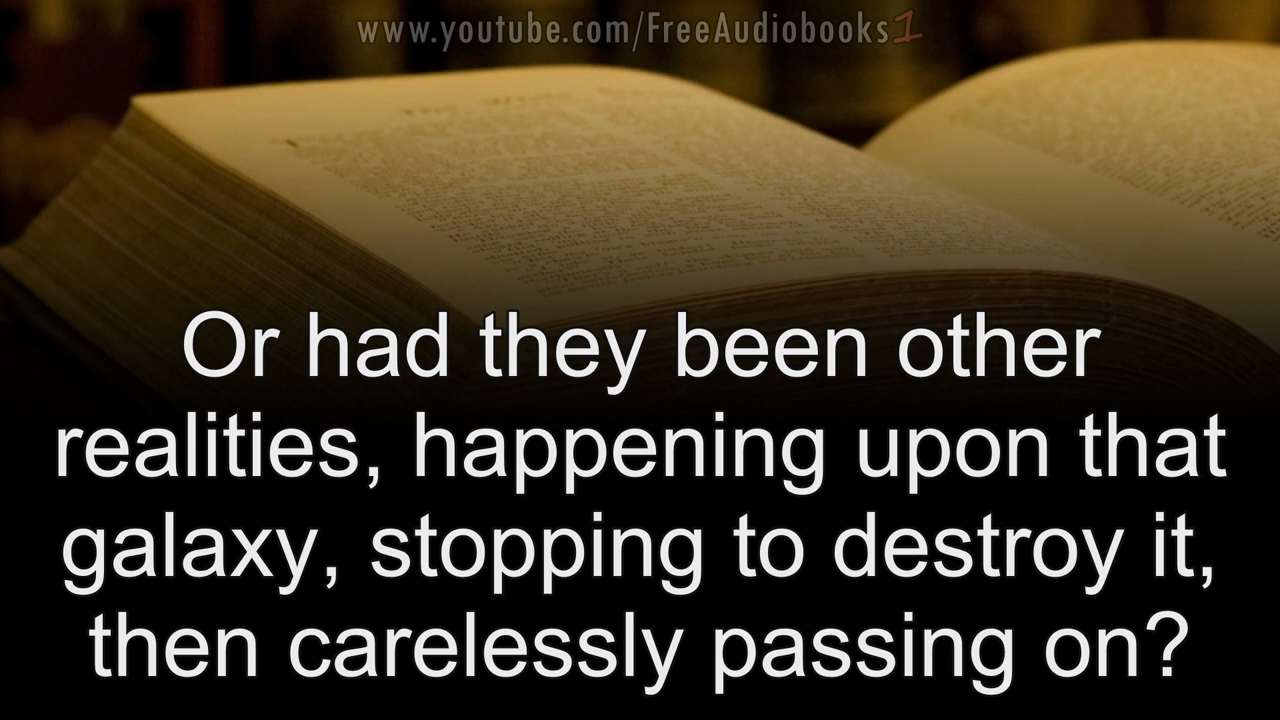 www.youtube.com/FreeAudiobooks1
Or had they been other
realities, happening upon that
galaxy, stopping to destroy it,
then carelessly passing on?